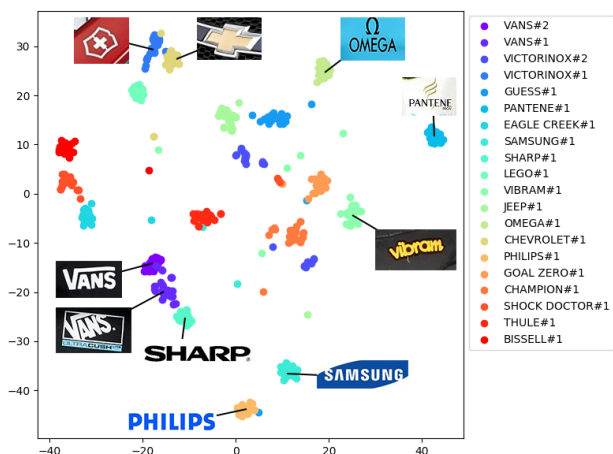 30
20
10
0
−10
−20
−30
−40
−40
−20
0
20
40
Ω
OMEGA
PANTENE
vibram
VANS
VANS.
ULTRACUSH
SHARP
SAMSUNG
PHILIPS
VANS#2
VANS#1
VICTORINOX#2
VICTORINOX#1
GUESS#1
PANTENE#1
EAGLE CREEK#1
SAMSUNG#1
SHARP#1
LEGO#1
VIBRAM#1
JEEP#1
OMEGA#1
CHEVROLET#1
PHILIPS#1
GOAL ZERO#1
CHAMPION#1
SHOCK DOCTOR#1
THULE#1
BISSELL#1